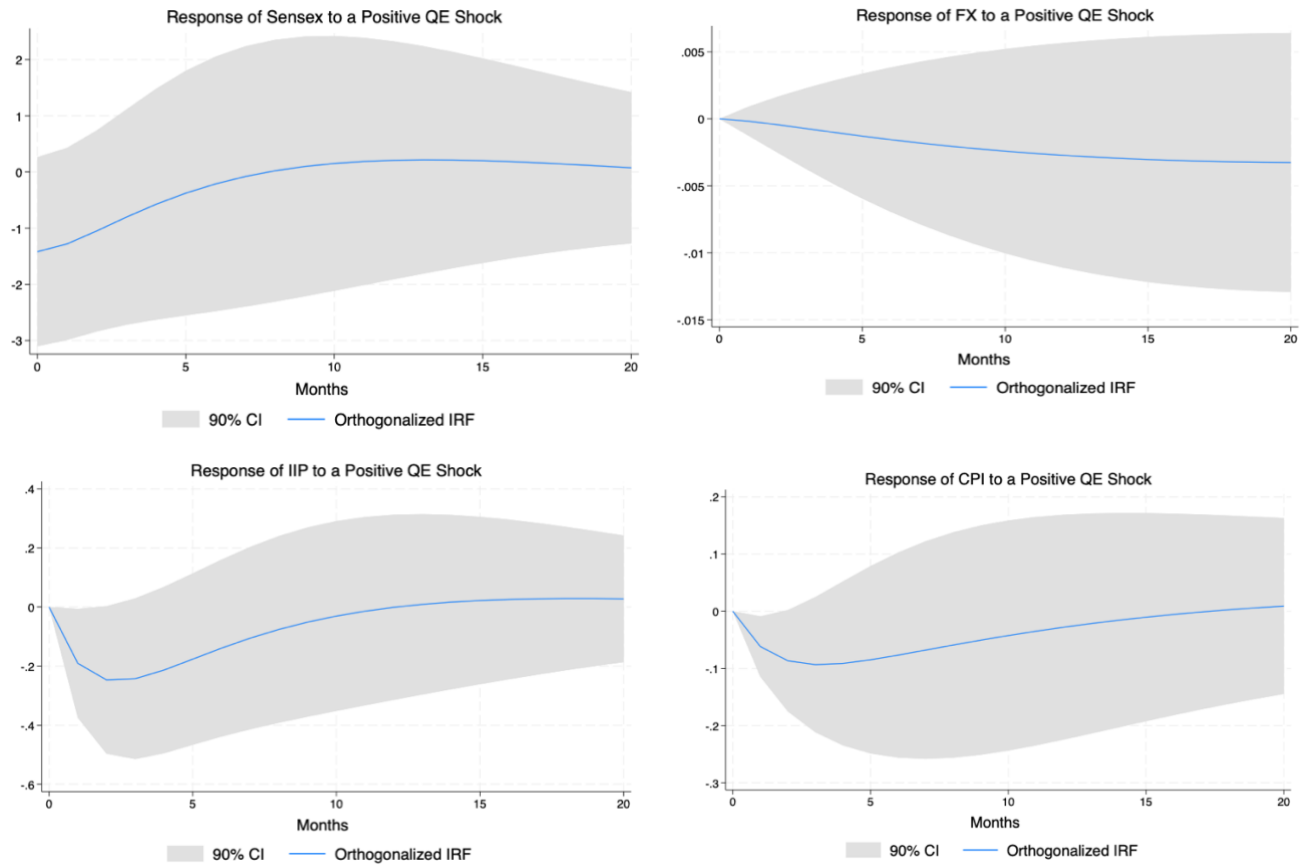 Response of Sensex to a Positive QE Shock
2
1
0
-1
-2
-3
0 5 10 15 20
Months
90% CI Orthogonalized IRF
Response of FX to a Positive QE Shock
.005
0
-.005
-.01
-.015
0 5 10 15 20
Months
90% CI Orthogonalized IRF
Response of IIP to a Positive QE Shock
.4
.2
0
-.2
-.4
-.6
0 5 10 15 20
Months
90% CI Orthogonalized IRF
Response of CPI to a Positive QE Shock
.2
.1
0
-.1
-.2
-.3
0 5 10 15 20
Months
90% CI Orthogonalized IRF